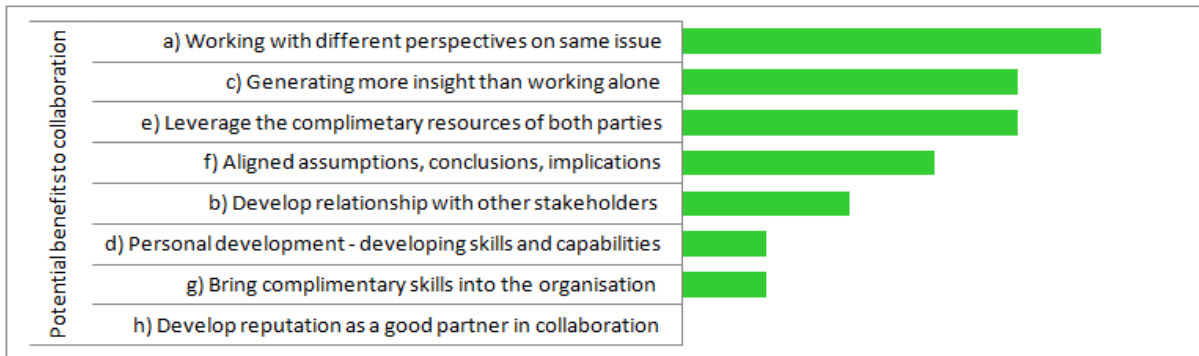 Potential benefits to collaboration
a) Working with different perspectives on same issue
c) Generating more insight than working alone
e) Leverage the complimetary resources of both parties
f) Aligned assumptions, conclusions, implications
b) Develop relationship with other stakeholders
d) Personal development - developing skills and capabilities
g) Bring complimentary skills into the organisation
h) Develop reputation as a good partner in collaboration